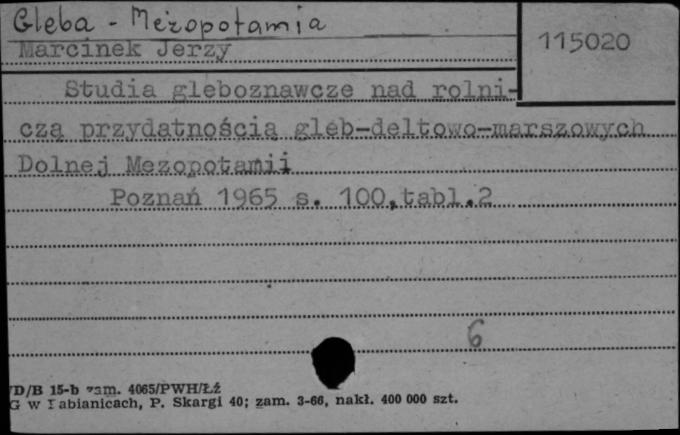 Gleba - Mezopotamia
115020
Marcinek Jerzy
Studia gleboznawcze nad rolni-
czą przydatnością gleb-deltowo-marszowych
Dolnej Mezopotamii
Poznań 1965 s. 100,tabl.2
6
D/B 15-b zam. 4065/PWH/ŁŹ
G w Pabianicach, P. Skargi 40; zam. 3-66, nakł. 400 000 szt.